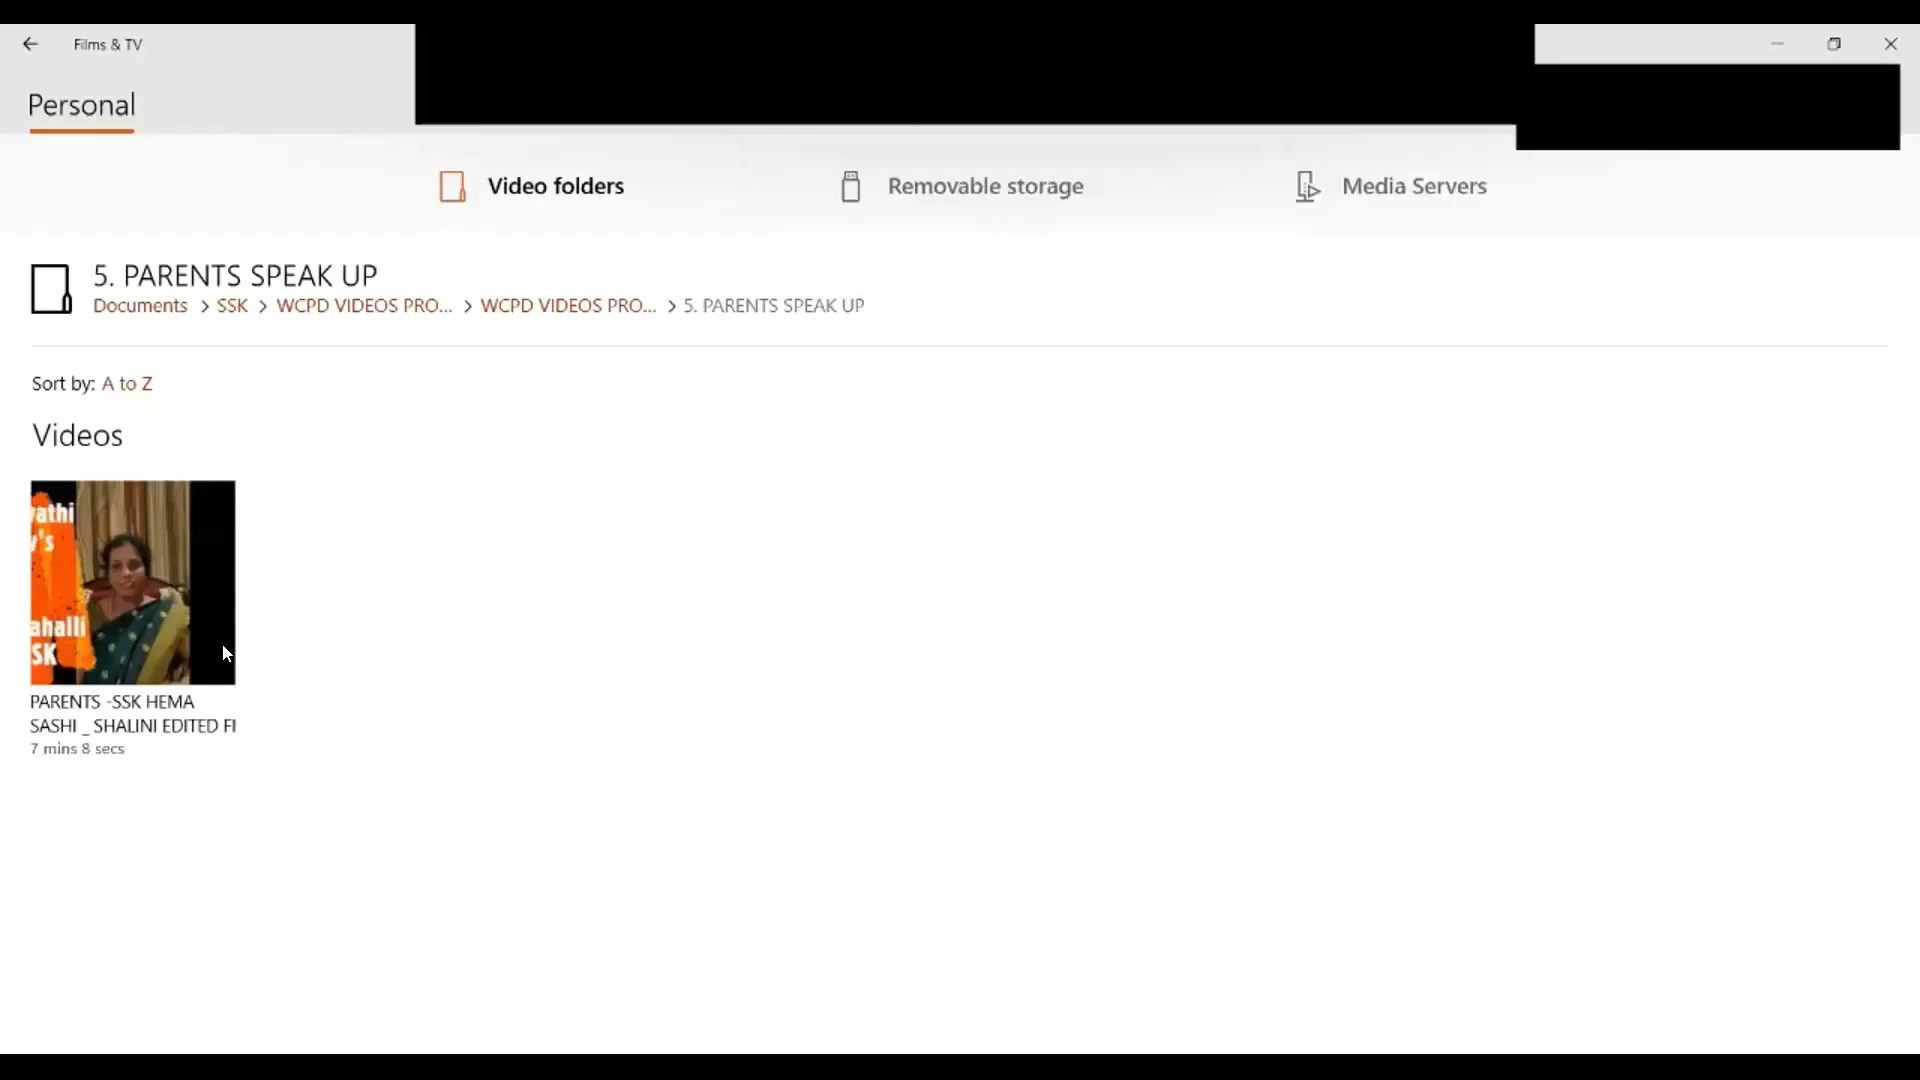 Films & TV
Personal
Video folders
Removable storage
Media Servers
5. PARENTS SPEAK UP
Documents > SSK > WCPD VIDEOS PRO... > WCPD VIDEOS PRO... > 5. PARENTS SPEAK UP
Sort by: A to Z
Videos
athi
's
ahalli
SK
PARENTS -SSK HEMA
SASHI _ SHALINI EDITED FI
7 mins 8 secs